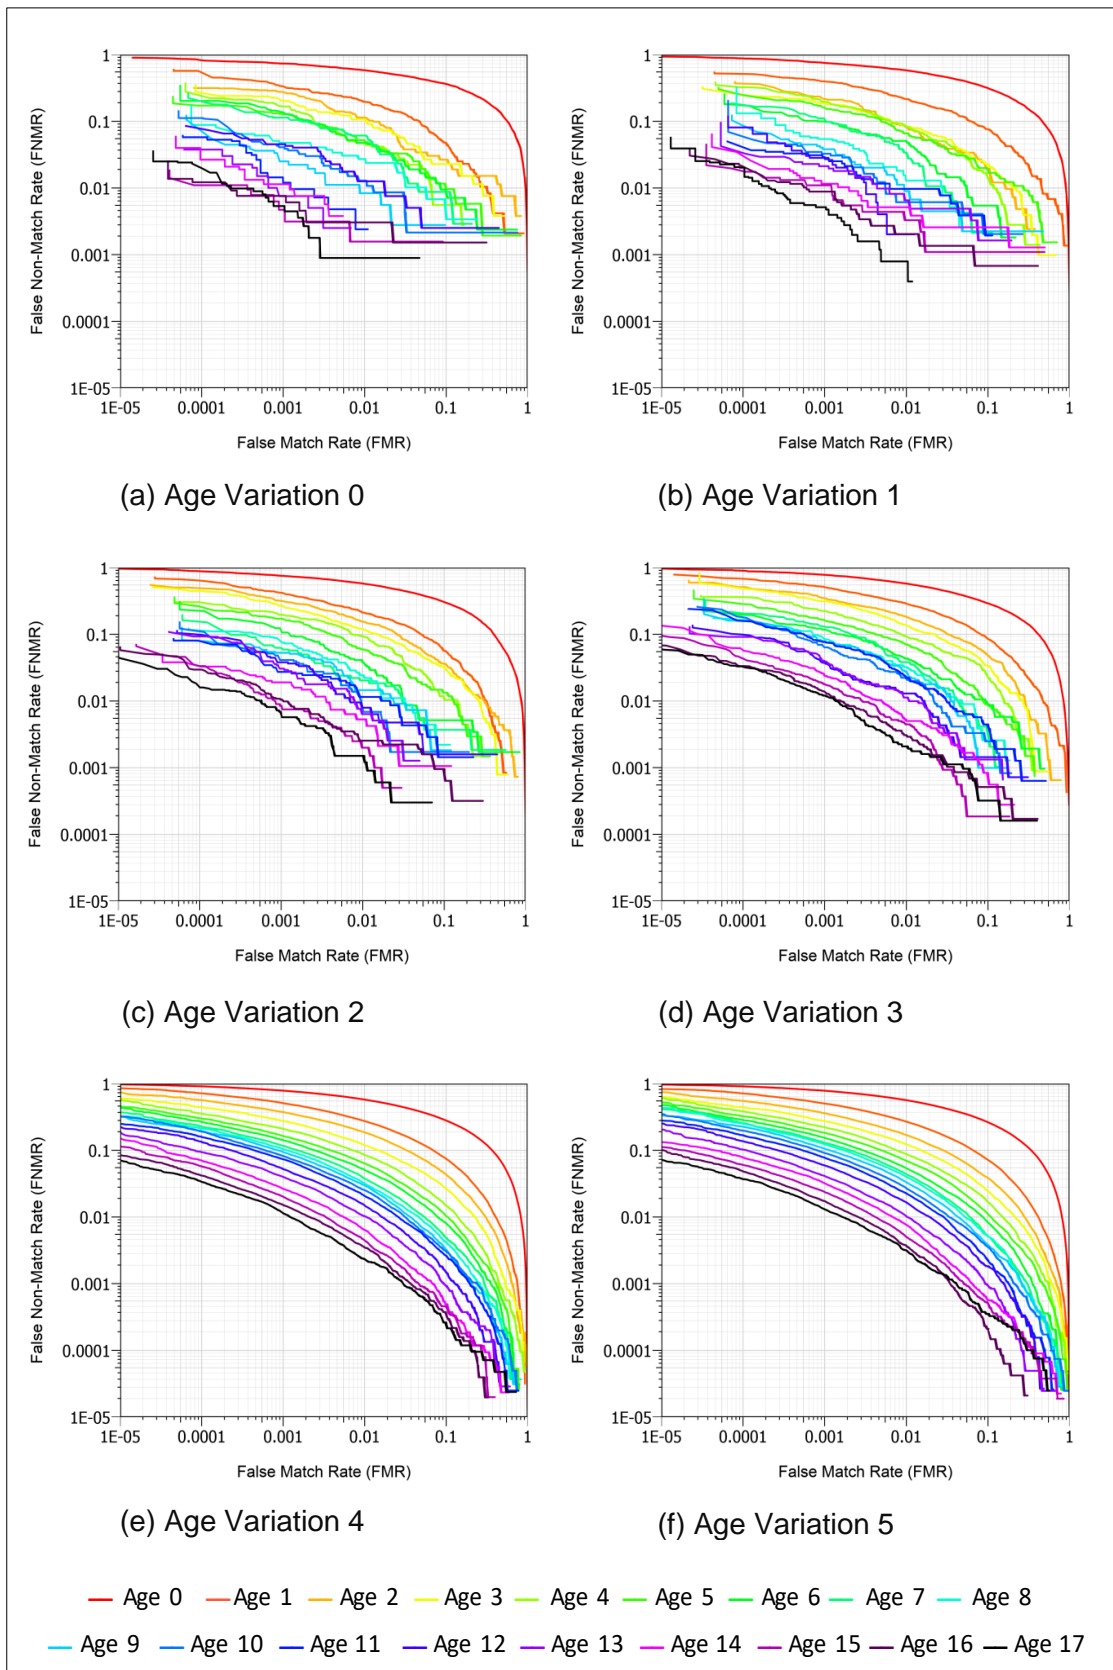 1
0.1
0.01
0.001
0.0001
1E-05
False Non-Match Rate (FNMR)
1E-05 0.0001 0.001 0.01 0.1 1
False Match Rate (FMR)
(a) Age Variation 0
1
0.1
0.01
0.001
0.0001
1E-05
False Non-Match Rate (FNMR)
1E-05 0.0001 0.001 0.01 0.1 1
False Match Rate (FMR)
(b) Age Variation 1
1
0.1
0.01
0.001
0.0001
1E-05
False Non-Match Rate (FNMR)
1E-05 0.0001 0.001 0.01 0.1 1
False Match Rate (FMR)
(c) Age Variation 2
1
0.1
0.01
0.001
0.0001
1E-05
False Non-Match Rate (FNMR)
1E-05 0.0001 0.001 0.01 0.1 1
False Match Rate (FMR)
(d) Age Variation 3
1
0.1
0.01
0.001
0.0001
1E-05
False Non-Match Rate (FNMR)
1E-05 0.0001 0.001 0.01 0.1 1
False Match Rate (FMR)
(e) Age Variation 4
1
0.1
0.01
0.001
0.0001
1E-05
False Non-Match Rate (FNMR)
1E-05 0.0001 0.001 0.01 0.1 1
False Match Rate (FMR)
(f) Age Variation 5
Age 0 Age 1 Age 2 Age 3 Age 4 Age 5 Age 6 Age 7 Age 8
Age 9 Age 10 Age 11 Age 12 Age 13 Age 14 Age 15 Age 16 Age 17